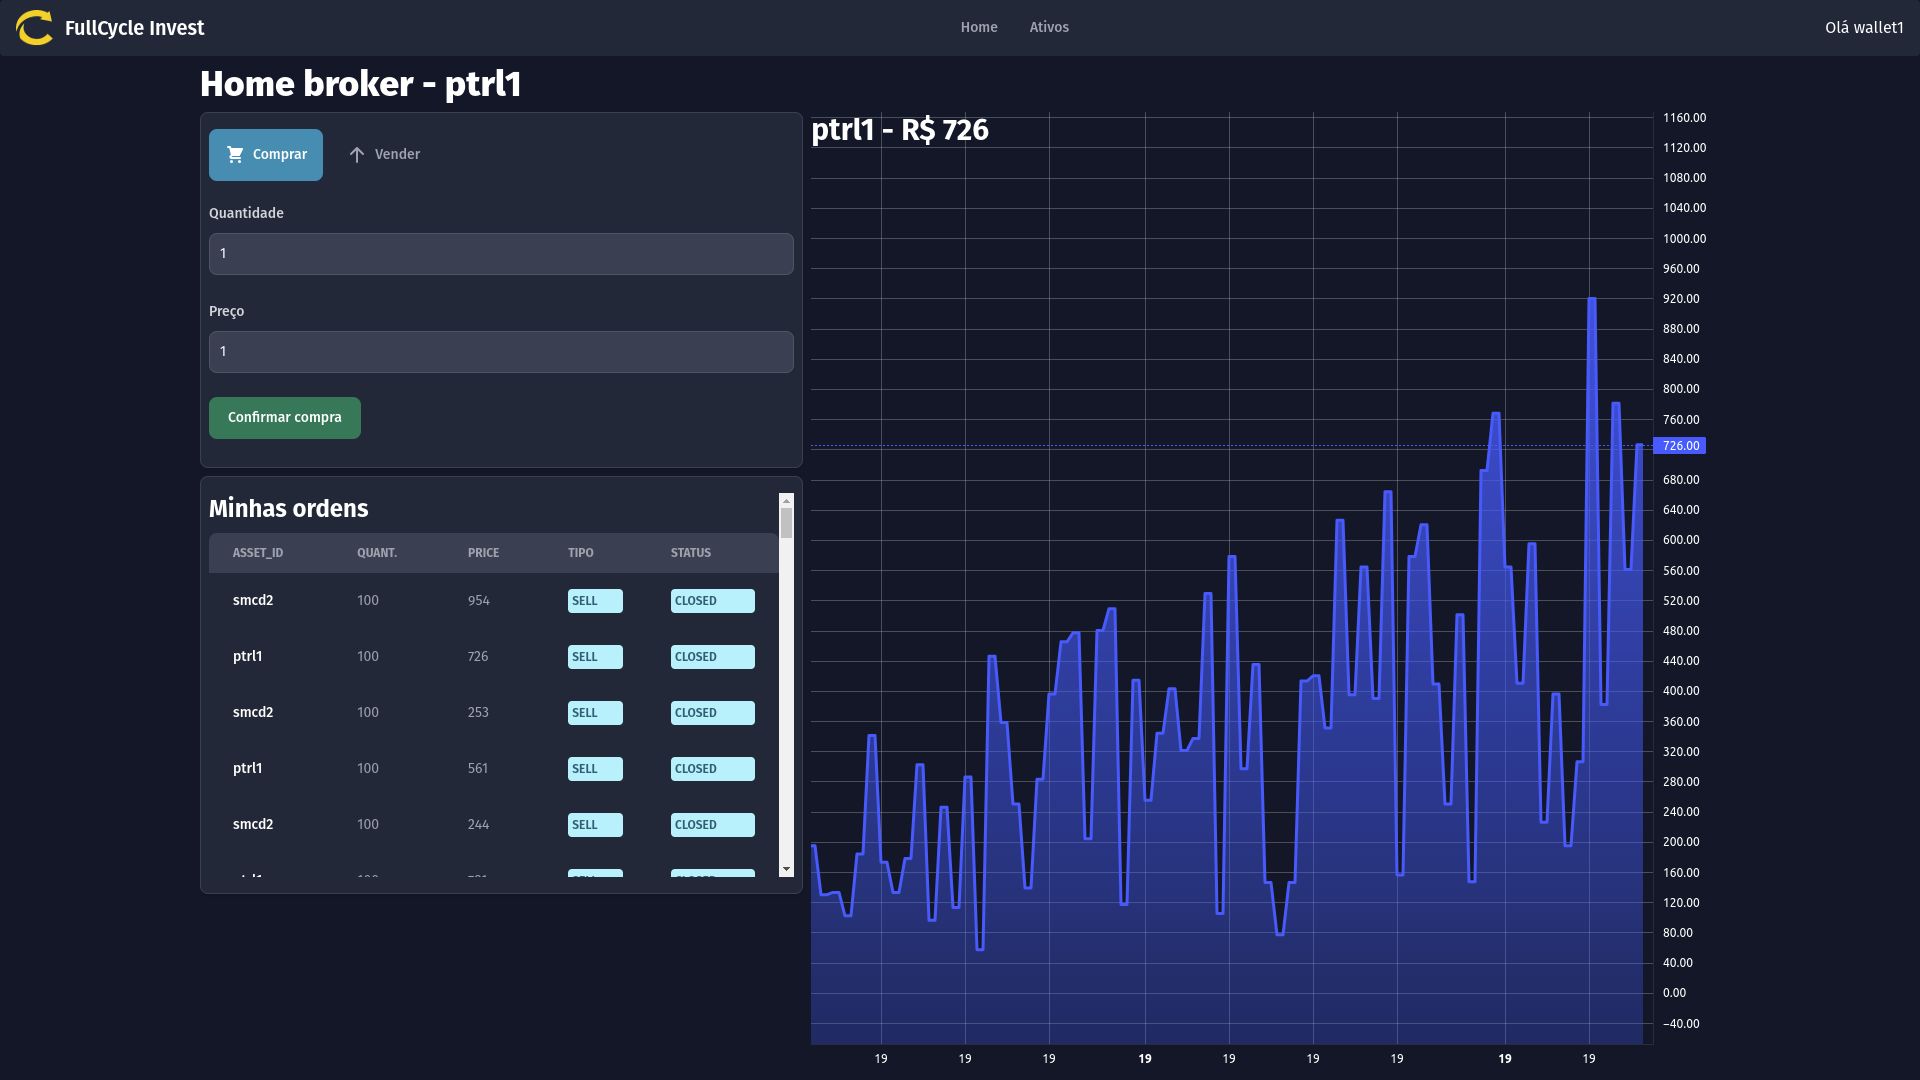 FullCycle Invest
Home
Ativos
Olá wallet1
Home broker - ptrl1
Comprar
Vender
Quantidade
1
Preço
1
Confirmar compra
Minhas ordens
ASSET_ID QUANT. PRICE TIPO STATUS
smcd2 100 954 SELL CLOSED
ptrl1 100 726 SELL CLOSED
smcd2 100 253 SELL CLOSED
ptrl1 100 561 SELL CLOSED
smcd2 100 244 SELL CLOSED
ptrl1 - R$ 726
1160.00
1120.00
1080.00
1040.00
1000.00
960.00
920.00
880.00
840.00
800.00
760.00
726.00
680.00
640.00
600.00
560.00
520.00
480.00
440.00
400.00
360.00
320.00
280.00
240.00
200.00
160.00
120.00
80.00
40.00
0.00
−40.00
19 19 19 19 19 19 19 19 19